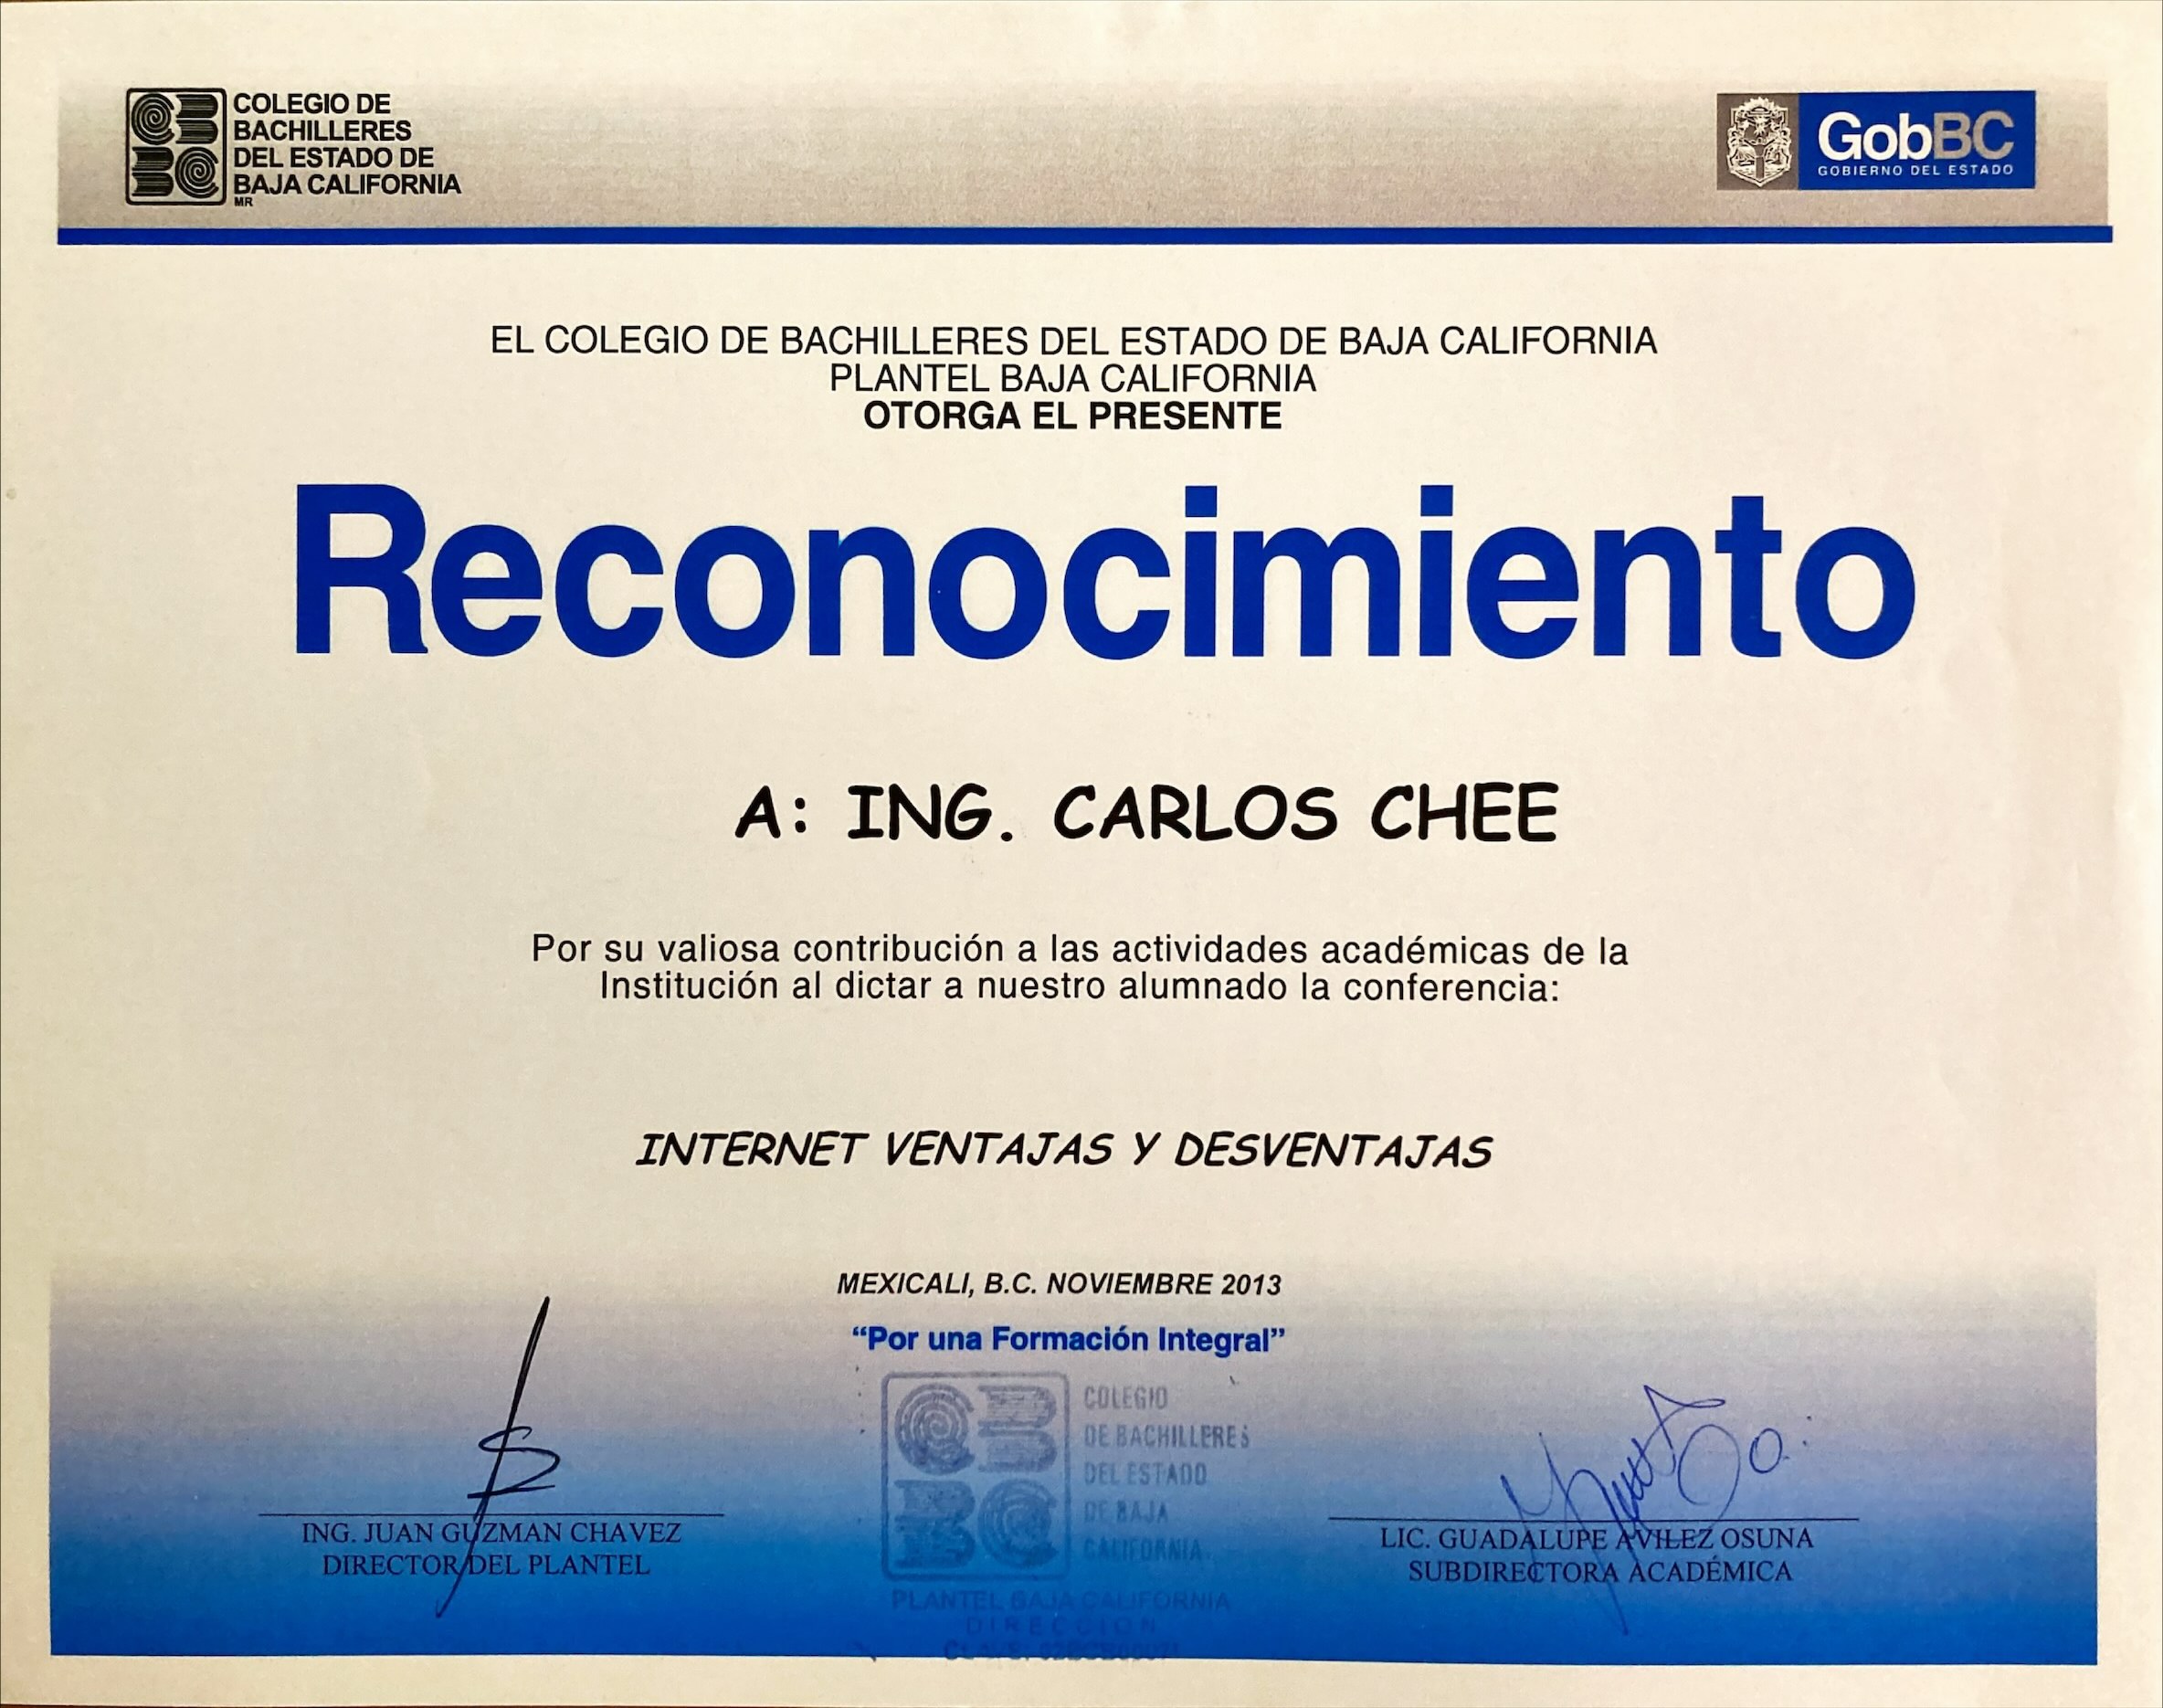 COLEGIO DE
BACHILLERES
DEL ESTADO DE
BAJA CALIFORNIA
MR
GobBC
GOBIERNO DEL ESTADO
EL COLEGIO DE BACHILLERES DEL ESTADO DE BAJA CALIFORNIA
PLANTEL BAJA CALIFORNIA
OTORGA EL PRESENTE
Reconocimiento
A: ING. CARLOS CHEE
Por su valiosa contribución a las actividades académicas de la
Institución al dictar a nuestro alumnado la conferencia:
INTERNET VENTAJAS Y DESVENTAJAS
MEXICALI, B.C. NOVIEMBRE 2013
“Por una Formación Integral”
ING. JUAN GUZMAN CHAVEZ
DIRECTOR DEL PLANTEL
COLEGIO
DE BACHILLERES
DEL ESTADO
DE BAJA
CALIFORNIA
PLANTEL BAJA CALIFORNIA
DIRECCION
LIC. GUADALUPE AVILEZ OSUNA
SUBDIRECTORA ACADÉMICA